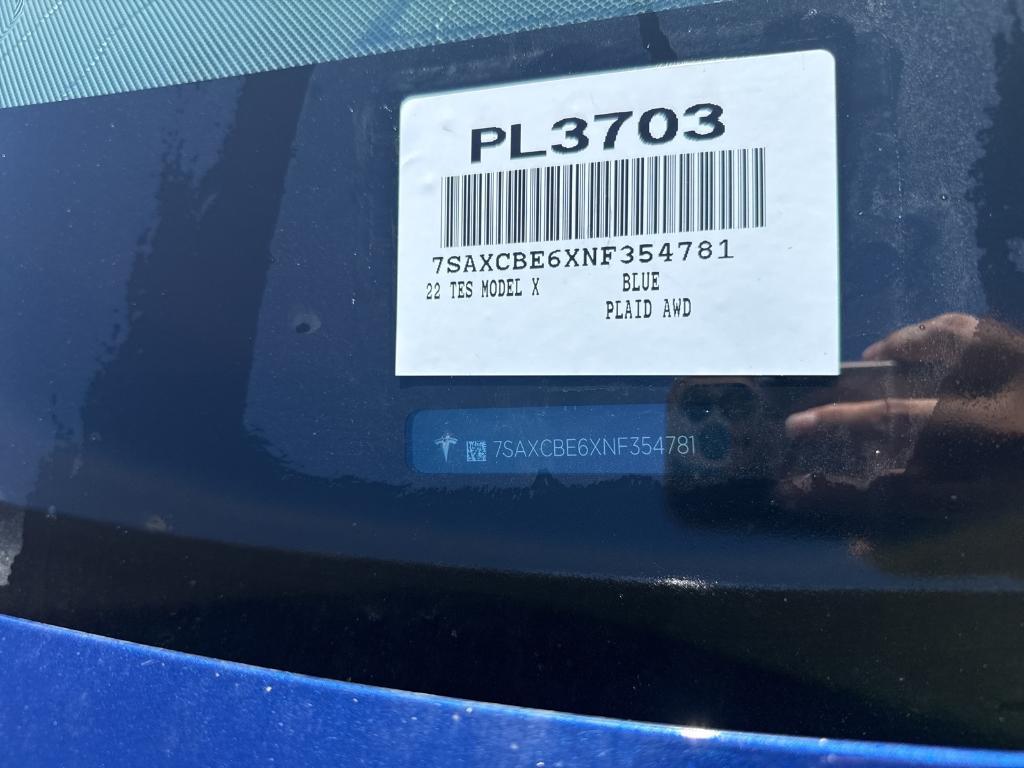 PL3703
7SAXCBE6XNF354781
22 TES MODEL X BLUE
PLAID AWD
7SAXCBE6XNF354781